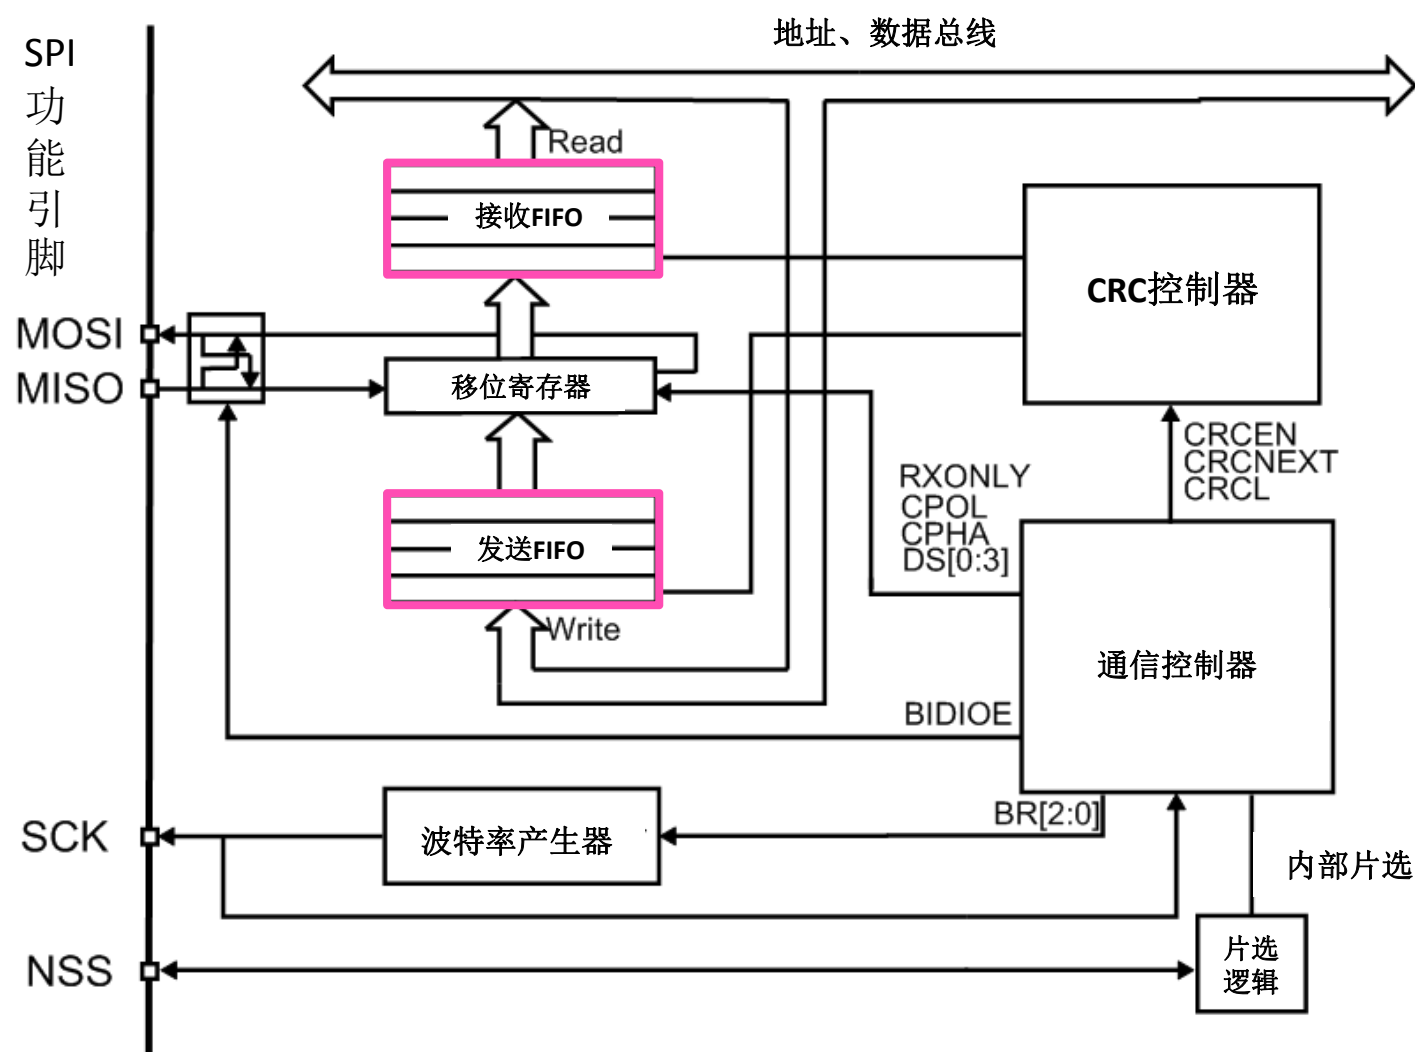 地址、数据总线
SPI
功
能
引
脚
Read
接收FIFO
CRC控制器
MOSI
MISO
移位寄存器
CRCEN
CRCNEXT
CRCL
RXONLY
CPOL
CPHA
DS[0:3]
发送FIFO
Write
通信控制器
BIDIOE
BR[2:0]
SCK
波特率产生器
内部片选
片选
逻辑
NSS